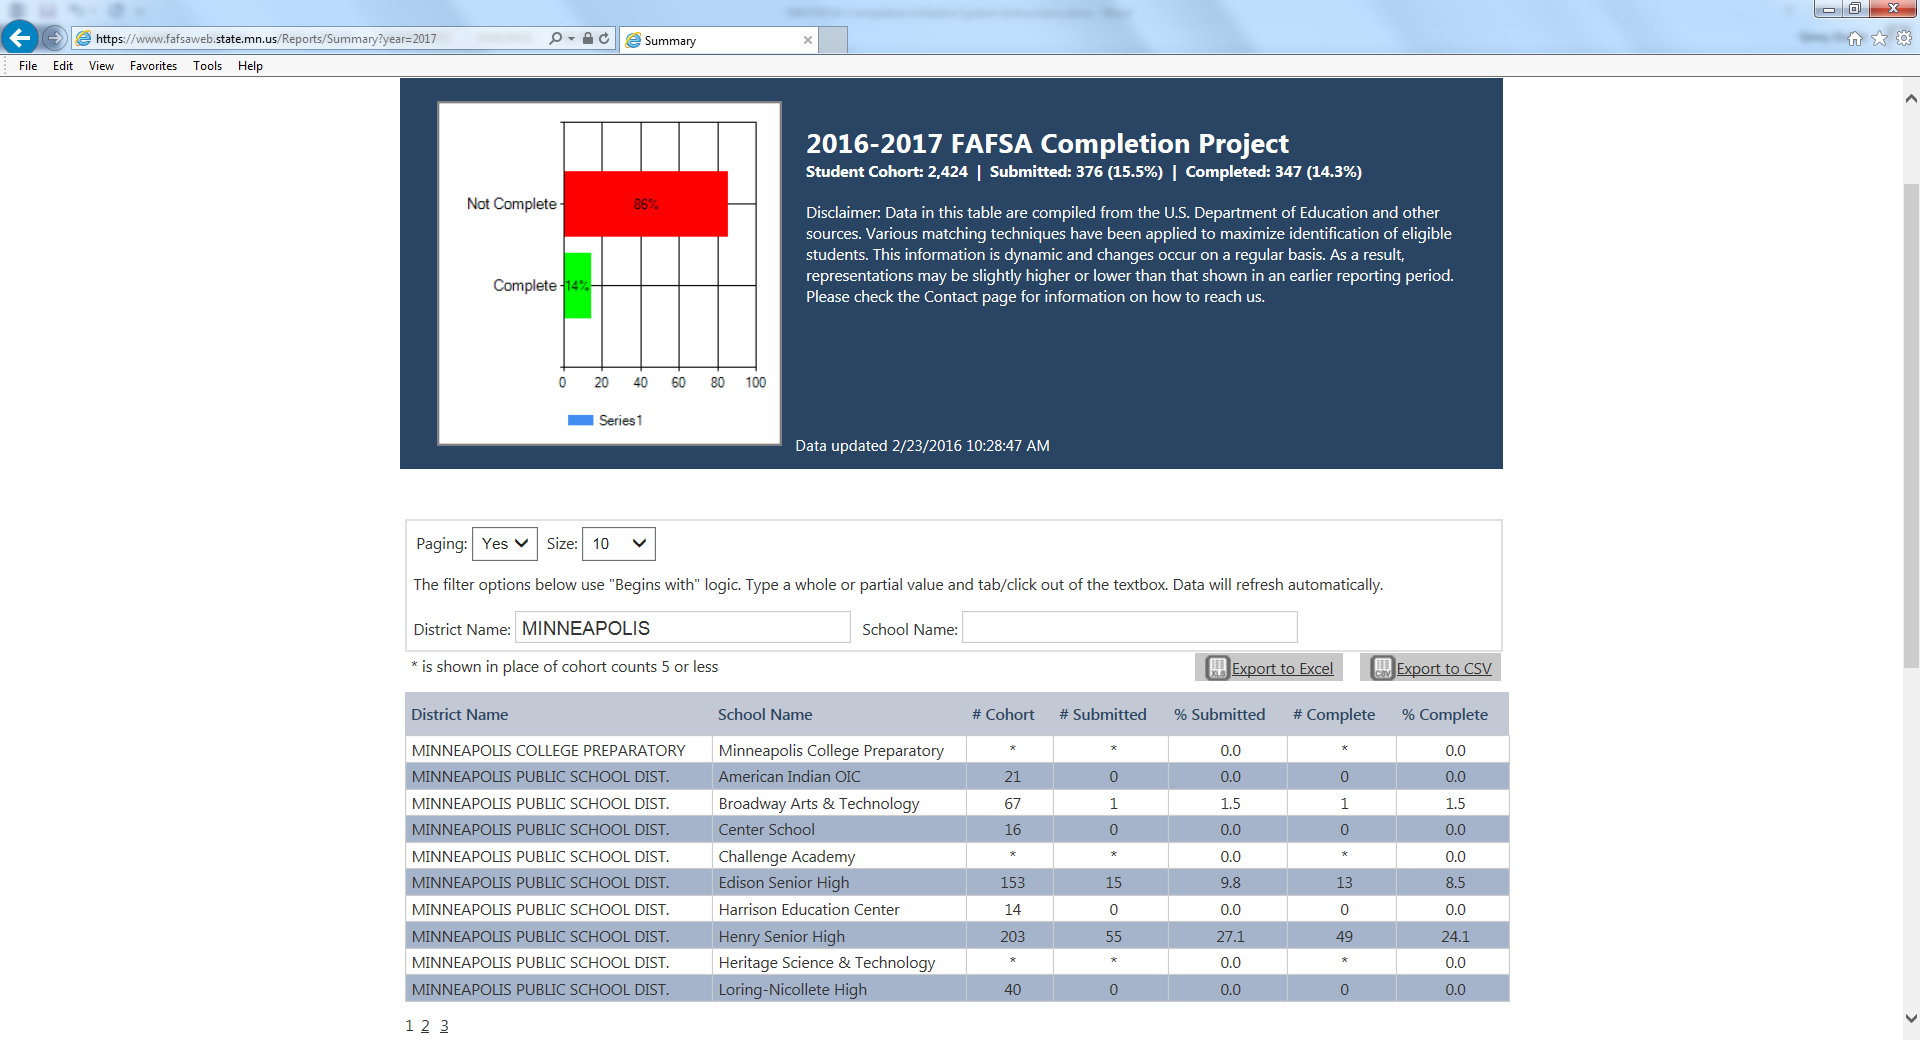 https://www.fafsaweb.state.mn.us/Reports/Summary?year=2017
Summary
File Edit View Favorites Tools Help
Not Complete
86%
Complete
14%
0 20 40 60 80 100
Series1
2016-2017 FAFSA Completion Project
Student Cohort: 2,424 | Submitted: 376 (15.5%) | Completed: 347 (14.3%)
Disclaimer: Data in this table are compiled from the U.S. Department of Education and other
sources. Various matching techniques have been applied to maximize identification of eligible
students. This information is dynamic and changes occur on a regular basis. As a result,
representations may be slightly higher or lower than that shown in an earlier reporting period.
Please check the Contact page for information on how to reach us.
Data updated 2/23/2016 10:28:47 AM
Paging: Yes Size: 10
The filter options below use "Begins with" logic. Type a whole or partial value and tab/click out of the textbox. Data will refresh automatically.
District Name: MINNEAPOLIS School Name:
* is shown in place of cohort counts 5 or less
XLS Export to Excel CSV Export to CSV
District Name School Name # Cohort # Submitted % Submitted # Complete % Complete
MINNEAPOLIS COLLEGE PREPARATORY Minneapolis College Preparatory * * 0.0 * 0.0
MINNEAPOLIS PUBLIC SCHOOL DIST. American Indian OIC 21 0 0.0 0 0.0
MINNEAPOLIS PUBLIC SCHOOL DIST. Broadway Arts & Technology 67 1 1.5 1 1.5
MINNEAPOLIS PUBLIC SCHOOL DIST. Center School 16 0 0.0 0 0.0
MINNEAPOLIS PUBLIC SCHOOL DIST. Challenge Academy * * 0.0 * 0.0
MINNEAPOLIS PUBLIC SCHOOL DIST. Edison Senior High 153 15 9.8 13 8.5
MINNEAPOLIS PUBLIC SCHOOL DIST. Harrison Education Center 14 0 0.0 0 0.0
MINNEAPOLIS PUBLIC SCHOOL DIST. Henry Senior High 203 55 27.1 49 24.1
MINNEAPOLIS PUBLIC SCHOOL DIST. Heritage Science & Technology * * 0.0 * 0.0
MINNEAPOLIS PUBLIC SCHOOL DIST. Loring-Nicollete High 40 0 0.0 0 0.0
1 2 3